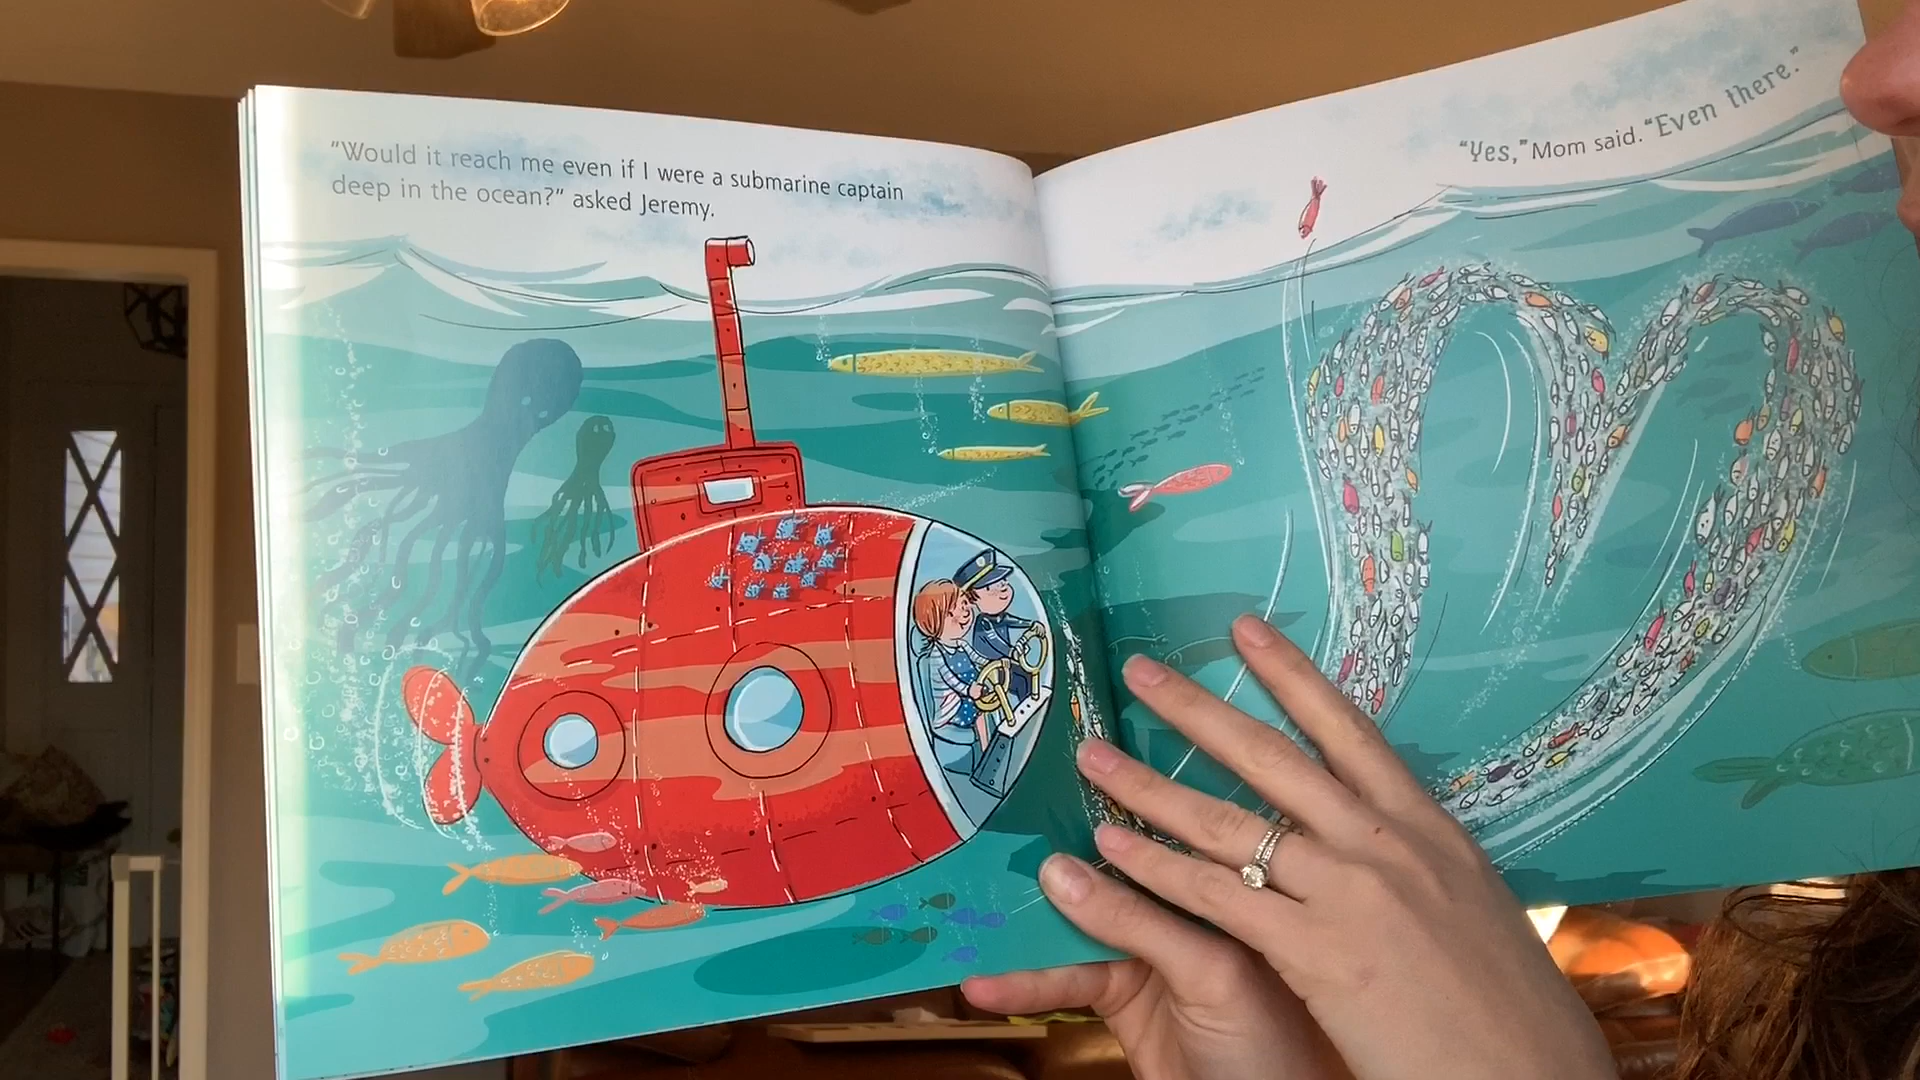 "Would it reach me even if I were a submarine captain
deep in the ocean?" asked Jeremy.
"Yes," Mom said. "Even there."